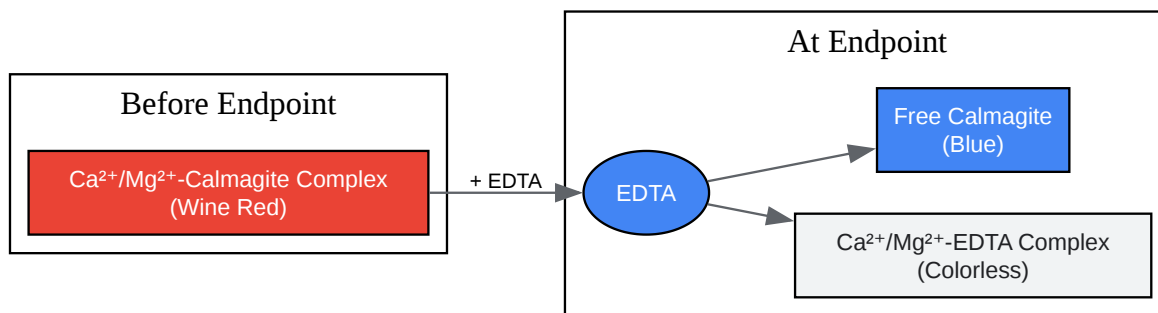 Before Endpoint
Ca²⁺/Mg²⁺-Calmagite Complex
(Wine Red)
+ EDTA
At Endpoint
EDTA
Free Calmagite
(Blue)
Ca²⁺/Mg²⁺-EDTA Complex
(Colorless)